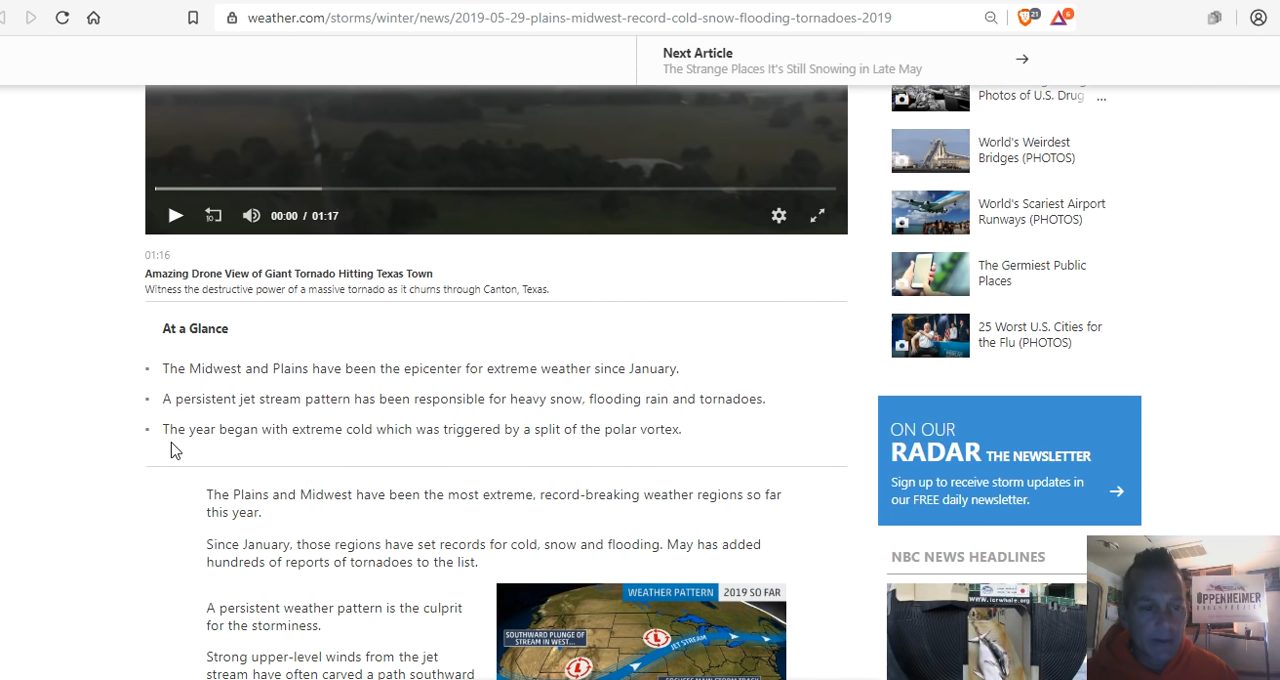 weather.com/storms/winter/news/2019-05-29-plains-midwest-record-cold-snow-flooding-tornadoes-2019
21
6
Next Article
The Strange Places It's Still Snowing in Late May
Photos of U.S. Drug ...
World's Weirdest
Bridges (PHOTOS)
World's Scariest Airport
Runways (PHOTOS)
The Germiest Public
Places
25 Worst U.S. Cities for
the Flu (PHOTOS)
10
00:00 / 01:17
01:16
Amazing Drone View of Giant Tornado Hitting Texas Town
Witness the destructive power of a massive tornado as it churns through Canton, Texas.
At a Glance
The Midwest and Plains have been the epicenter for extreme weather since January.
A persistent jet stream pattern has been responsible for heavy snow, flooding rain and tornadoes.
The year began with extreme cold which was triggered by a split of the polar vortex.
The Plains and Midwest have been the most extreme, record-breaking weather regions so far
this year.
Since January, those regions have set records for cold, snow and flooding. May has added
hundreds of reports of tornadoes to the list.
A persistent weather pattern is the culprit
for the storminess.
Strong upper-level winds from the jet
stream have often carved a path southward
WEATHER PATTERN 2019 SO FAR
SOUTHWARD PLUNGE OF
STREAM IN WEST...
JET STREAM
L
L
ON OUR
RADAR THE NEWSLETTER
Sign up to receive storm updates in
our FREE daily newsletter.
NBC NEWS HEADLINES
www.icrwhale.org
OPPENHEIMER